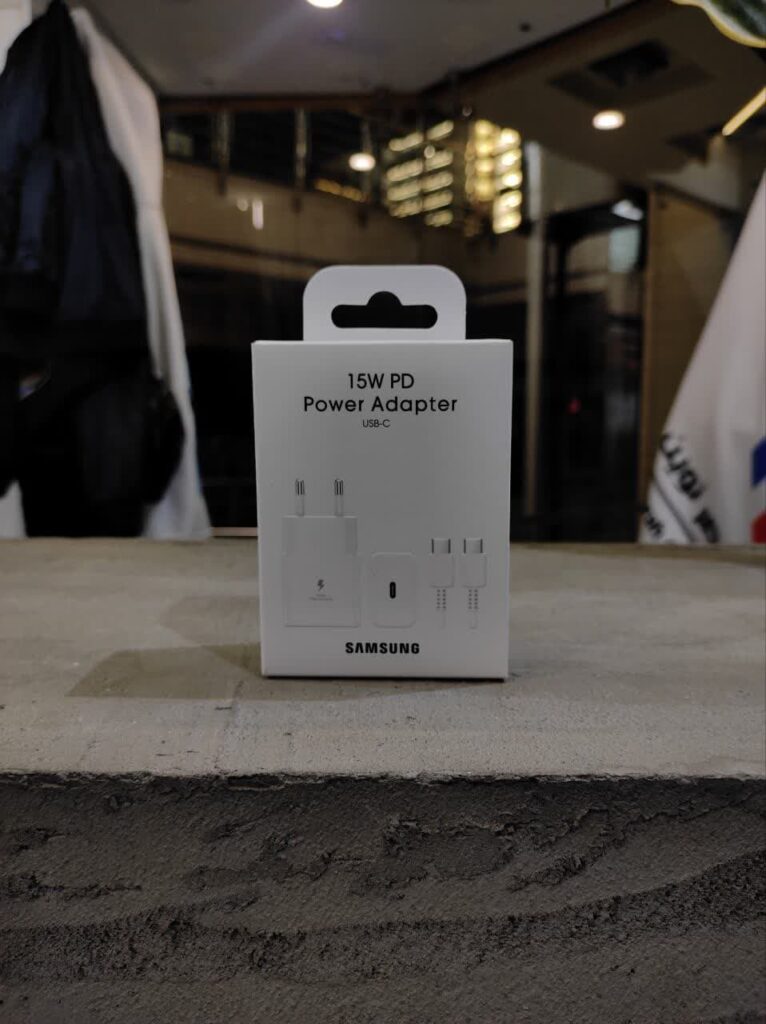 15W PD
Power Adapter
USB-C
SAMSUNG